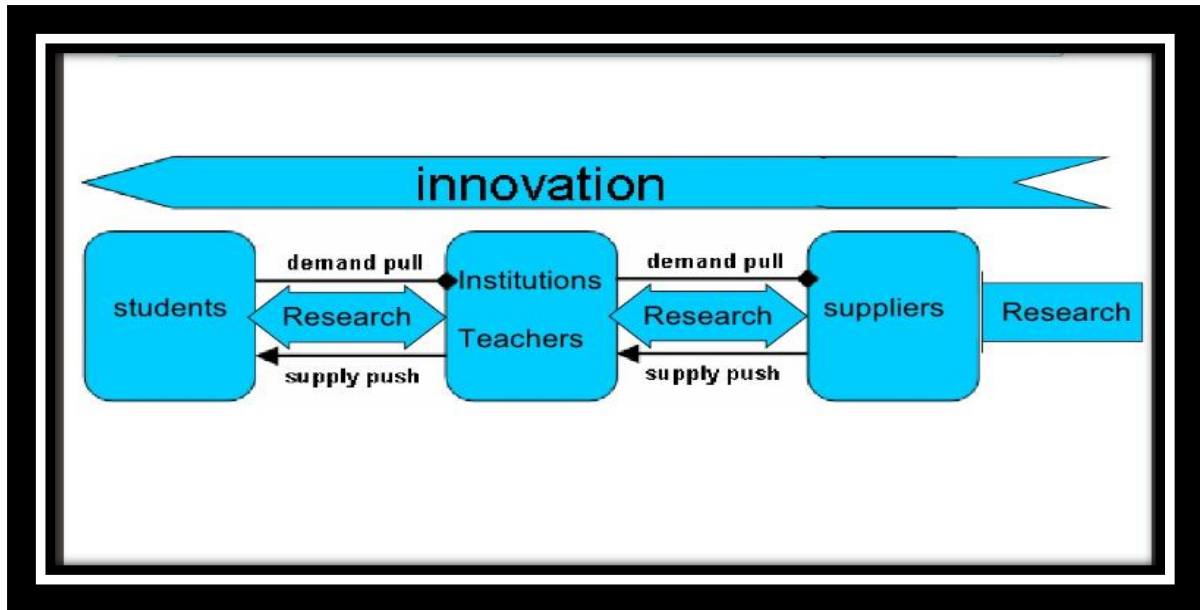 innovation
students
demand pull
Research
supply push
Institutions
Teachers
demand pull
Research
supply push
suppliers
Research